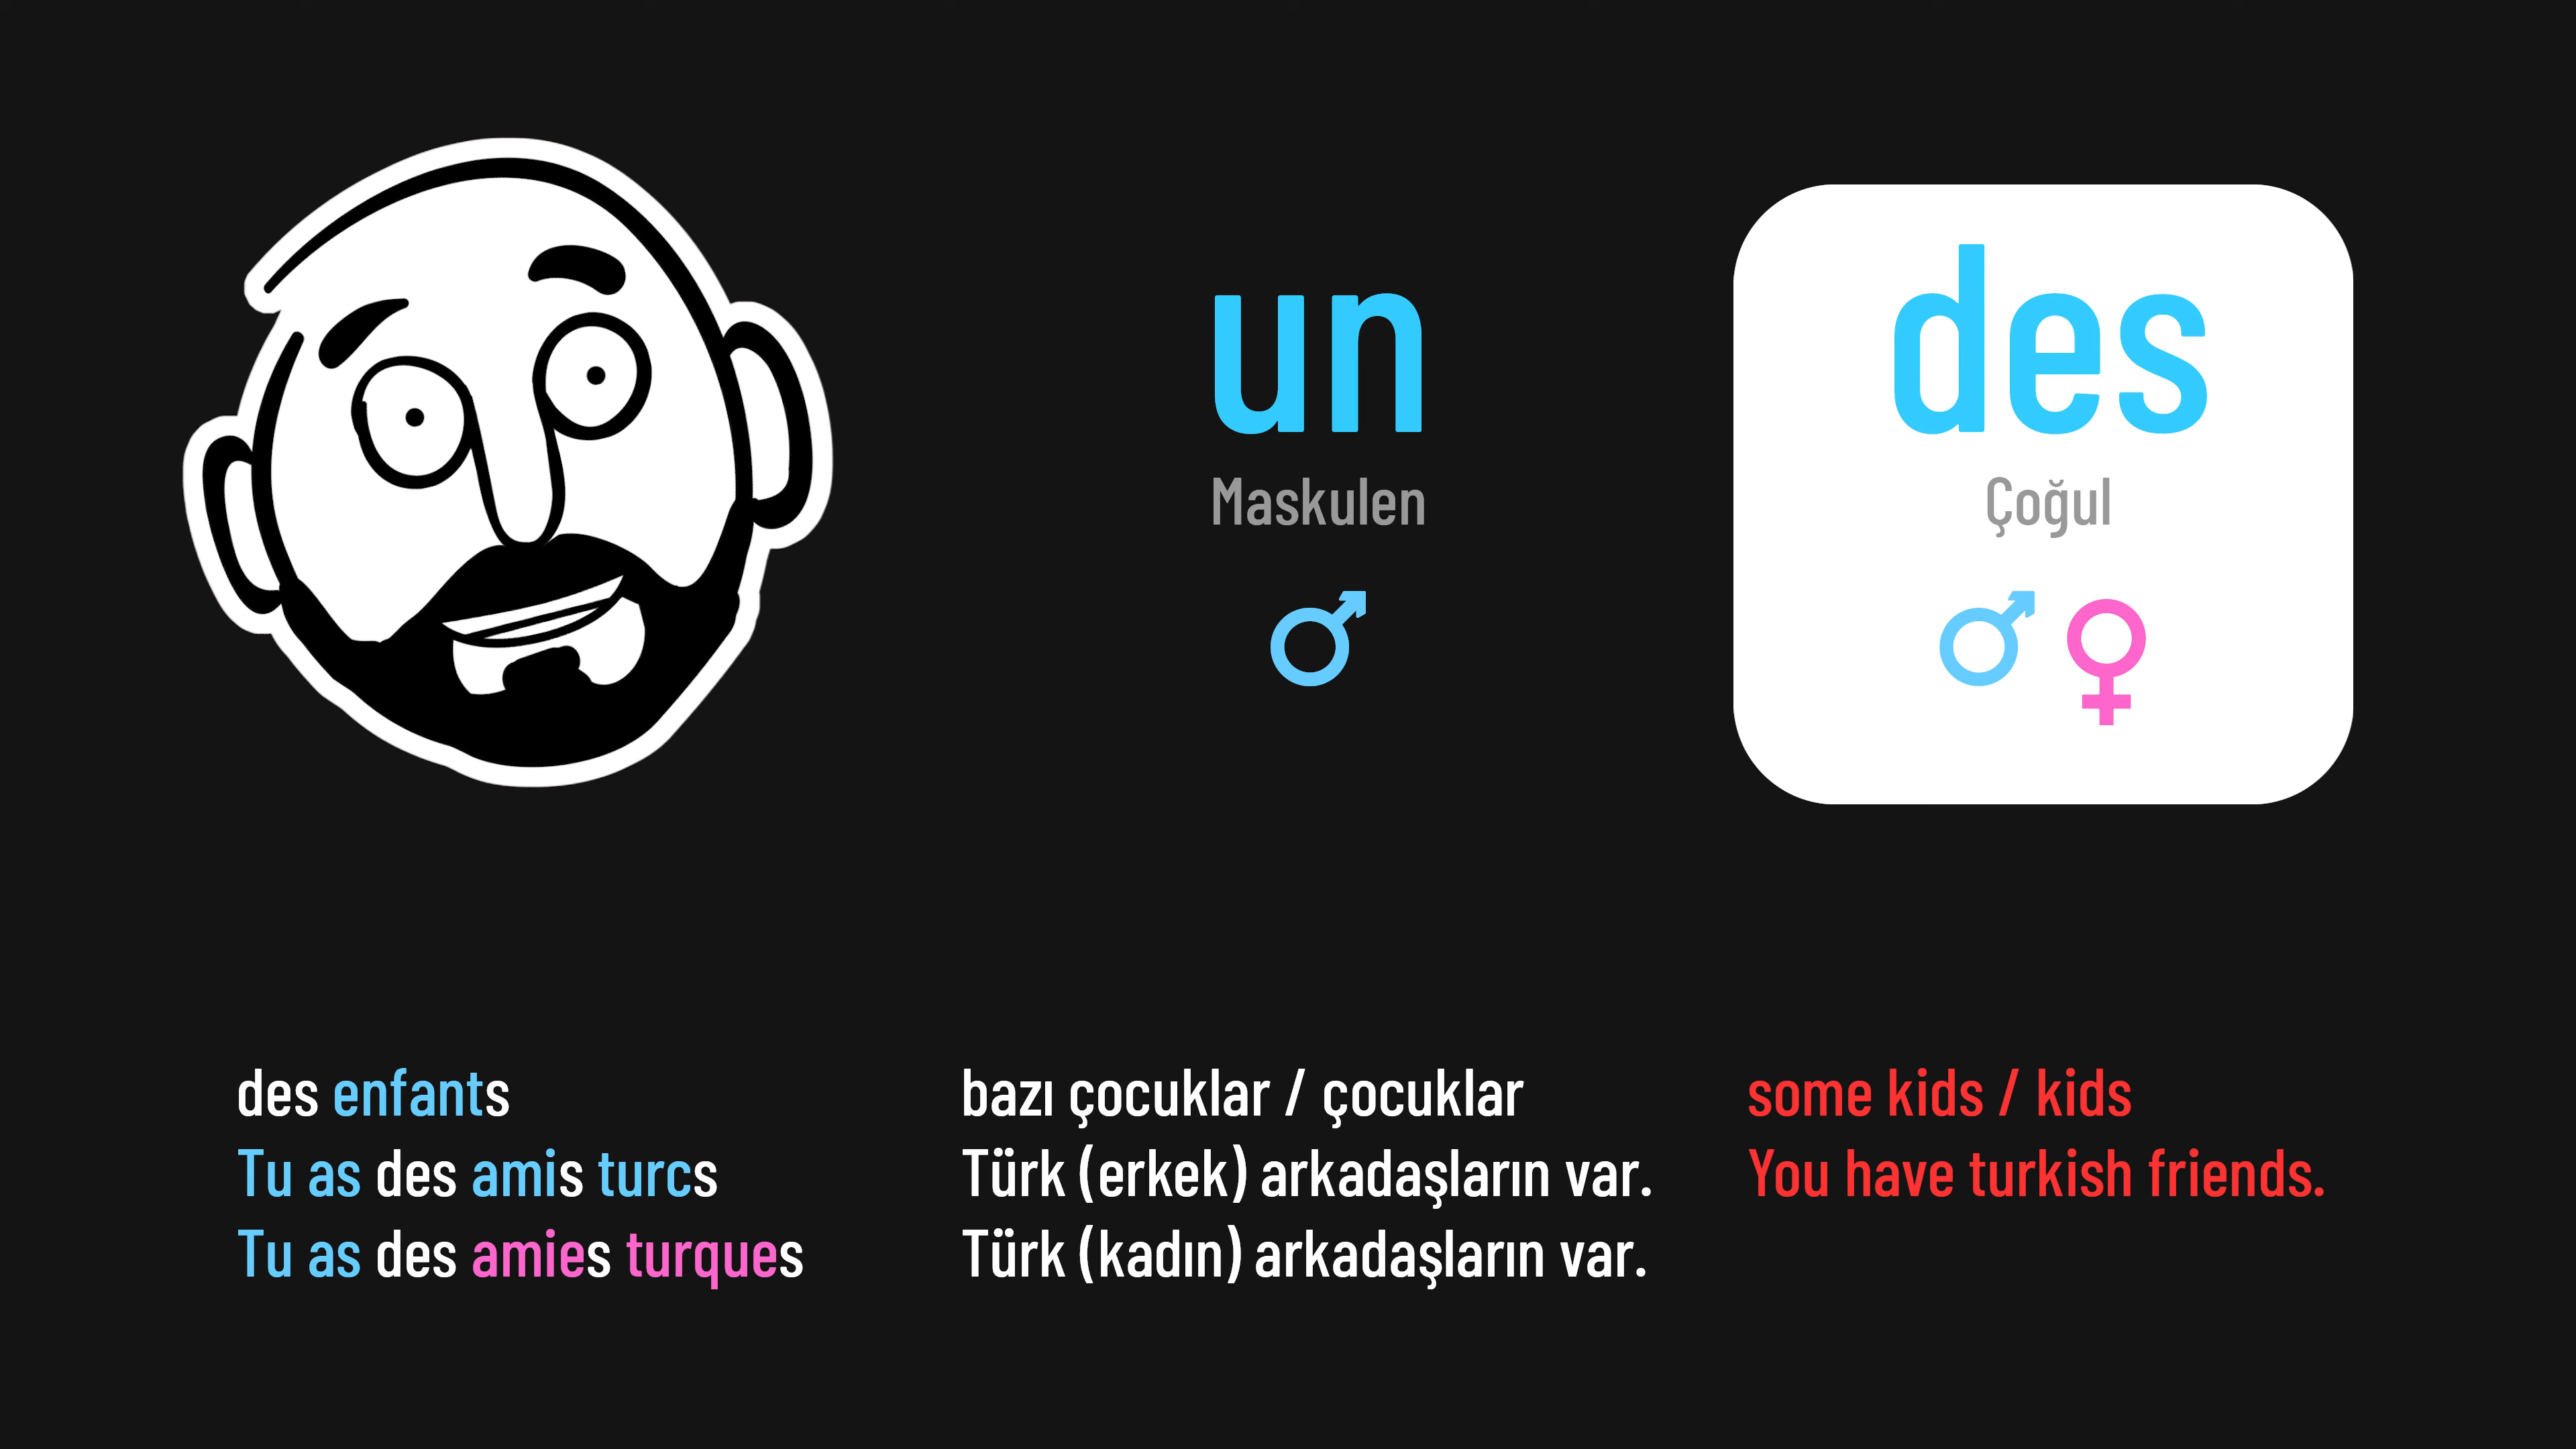 un
Maskulen
des
Çoğul
des enfants
Tu as des amis turcs
Tu as des amies turques
bazı çocuklar / çocuklar
Türk (erkek) arkadaşların var.
Türk (kadın) arkadaşların var.
some kids / kids
You have turkish friends.